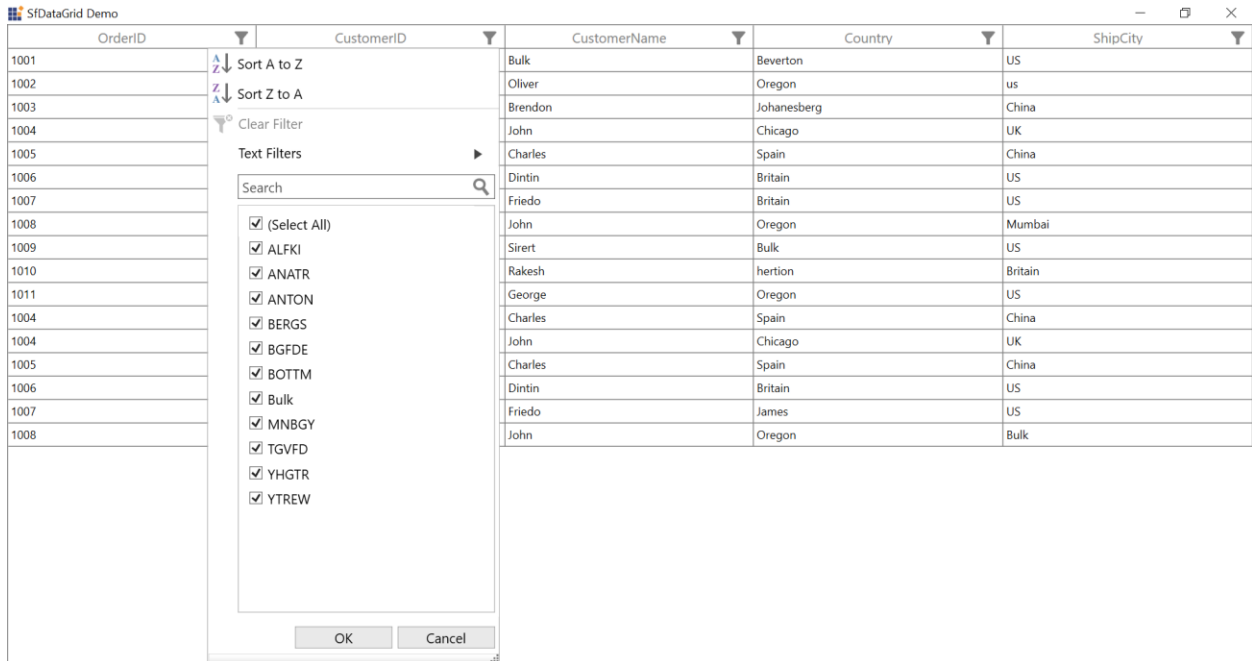 SfDataGrid Demo
OrderID CustomerID CustomerName Country ShipCity
1001 Bulk Beverton US
1002 Oliver Oregon us
1003 Brendon Johanesberg China
1004 John Chicago UK
1005 Charles Spain China
1006 Dintin Britain US
1007 Friedo Britain US
1008 John Oregon Mumbai
1009 Sirert Bulk US
1010 Rakesh hertion Britain
1011 George Oregon US
1004 Charles Spain China
1004 John Chicago UK
1005 Charles Spain China
1006 Dintin Britain US
1007 Friedo James US
1008 John Oregon Bulk
Sort A to Z
Sort Z to A
Clear Filter
Text Filters
Search
(Select All)
ALFKI
ANATR
ANTON
BERGS
BGFDE
BOTTM
Bulk
MNBGY
TGVFD
YHGTR
YTREW
OK Cancel